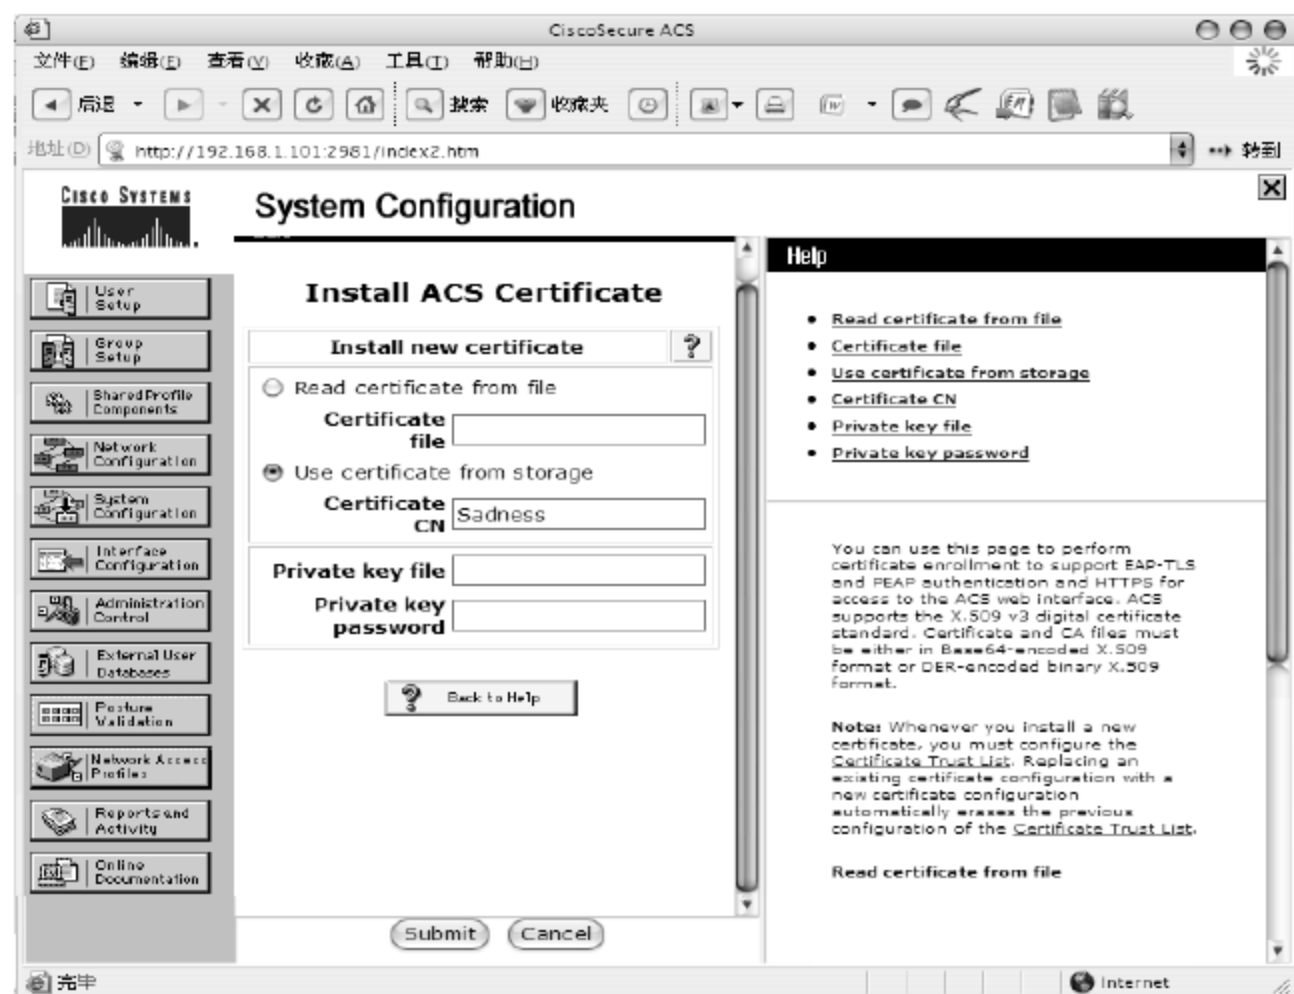 CiscoSecure ACS
文件(F) 编辑(E) 查看(V) 收藏(A) 工具(T) 帮助(H)
后退 搜索 收藏夹
地址(D) http://192.168.1.101:2981/index2.htm 转到
CISCO SYSTEMS
System Configuration
User
Setup
Group
Setup
Shared Profile
Components
Network
Configuration
System
Configuration
Interface
Configuration
Administration
Control
External User
Databases
Posture
Validation
Network Access
Profiles
Reports and
Activity
Online
Documentation
Install ACS Certificate
Install new certificate ?
Read certificate from file
Certificate
file
Use certificate from storage
Certificate
CN Sadness
Private key file
Private key
password
? Back to Help
Submit Cancel
Help
Read certificate from file
Certificate file
Use certificate from storage
Certificate CN
Private key file
Private key password
You can use this page to perform
certificate enrollment to support EAP-TLS
and PEAP authentication and HTTPS for
access to the ACS web interface. ACS
supports the X.509 v3 digital certificate
standard. Certificate and CA files must
be either in Base64-encoded X.509
format or DER-encoded binary X.509
format.
Note: Whenever you install a new
certificate, you must configure the
Certificate Trust List. Replacing an
existing certificate configuration with a
new certificate configuration
automatically erases the previous
configuration of the Certificate Trust List.
Read certificate from file
完毕 Internet